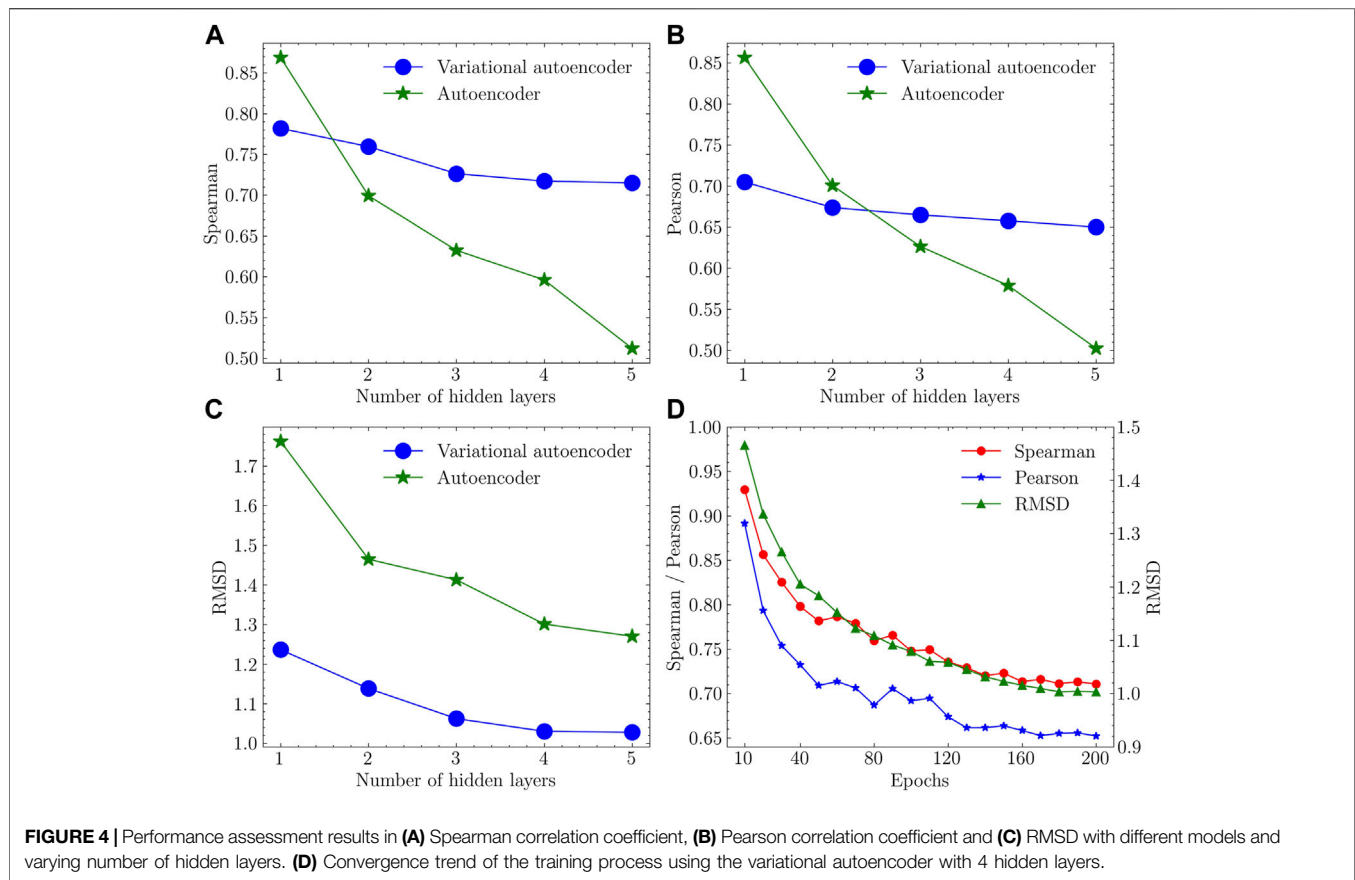 A
Variational autoencoder
Autoencoder
Spearman
0.85
0.80
0.75
0.70
0.65
0.60
0.55
0.50
1 2 3 4 5
Number of hidden layers
B
Variational autoencoder
Autoencoder
Pearson
0.85
0.80
0.75
0.70
0.65
0.60
0.55
0.50
1 2 3 4 5
Number of hidden layers
C
Variational autoencoder
Autoencoder
RMSD
1.7
1.6
1.5
1.4
1.3
1.2
1.1
1.0
1 2 3 4 5
Number of hidden layers
D
Spearman
Pearson
RMSD
Spearman / Pearson
1.00
0.95
0.90
0.85
0.80
0.75
0.70
0.65
RMSD
1.5
1.4
1.3
1.2
1.1
1.0
0.9
10 40 80 120 160 200
Epochs
FIGURE 4 | Performance assessment results in (A) Spearman correlation coefficient, (B) Pearson correlation coefficient and (C) RMSD with different models and
varying number of hidden layers. (D) Convergence trend of the training process using the variational autoencoder with 4 hidden layers.